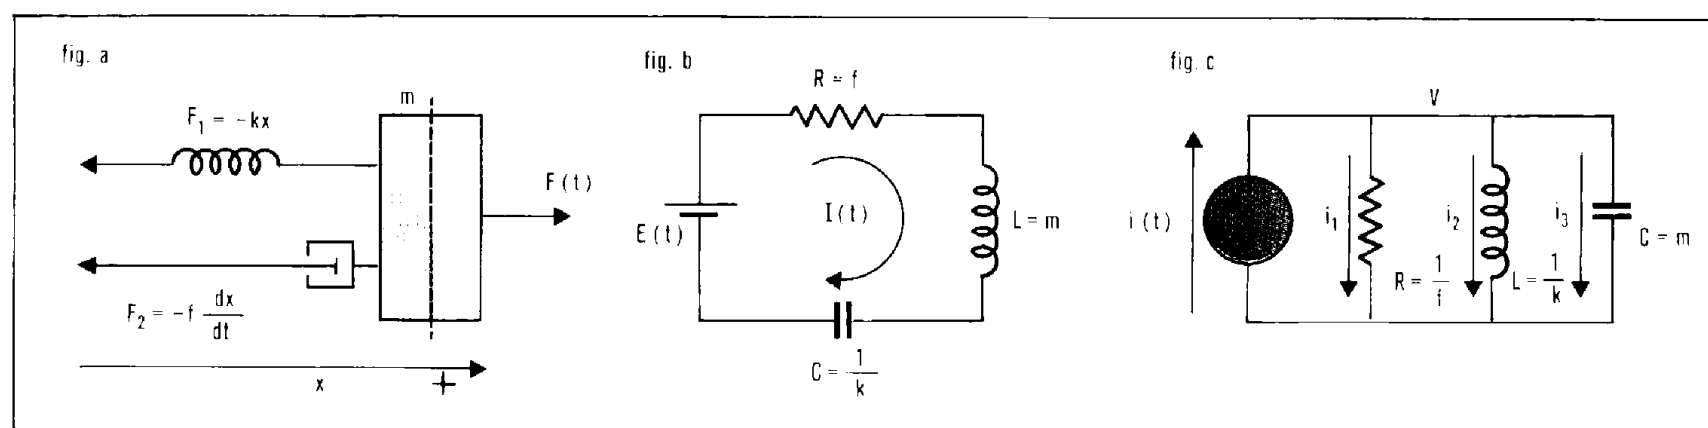 fig. a
m
F₁ = -kx
F(t)
F₂ = -f dx/dt
x
+
fig. b
R = f
E(t)
I(t)
L = m
C = 1/k
fig. c
V
i(t)
i₁
i₂
i₃
R = 1/f
L = 1/k
C = m